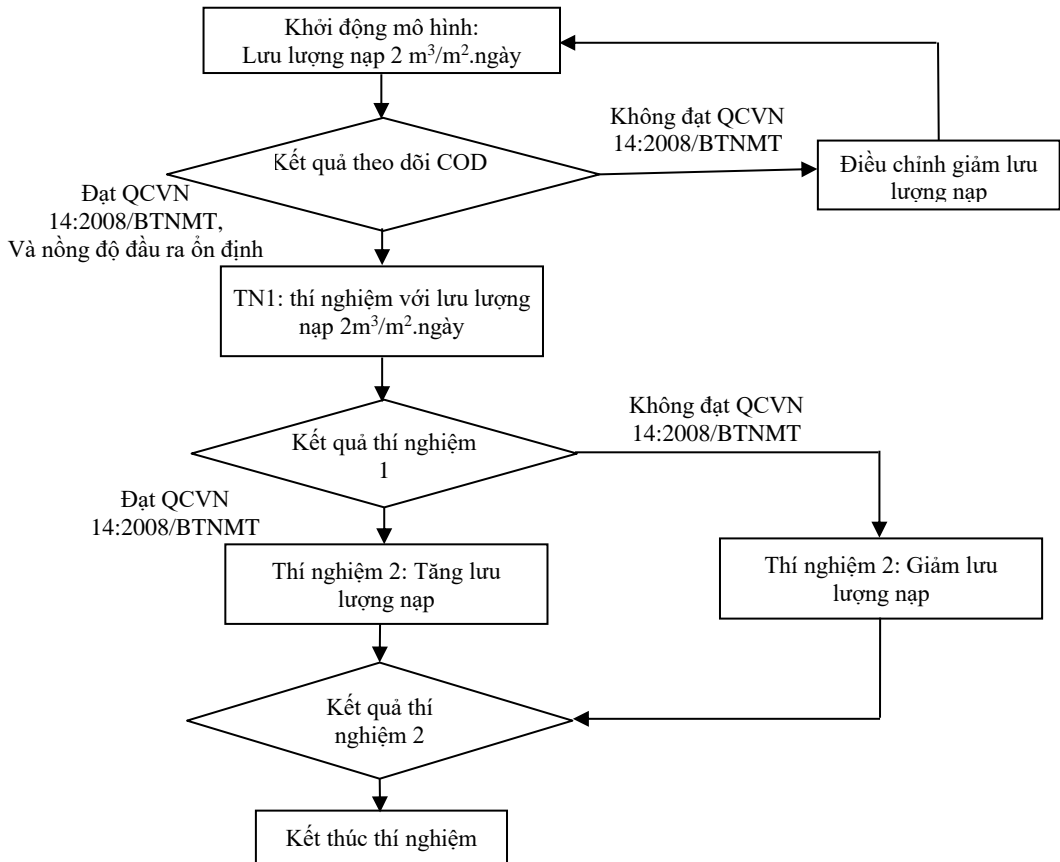 Khởi động mô hình:
Lưu lượng nạp 2 m³/m².ngày
Không đạt QCVN
14:2008/BTNMT
Kết quả theo dõi COD
Điều chỉnh giảm lưu
lượng nạp
Đạt QCVN
14:2008/BTNMT,
Và nồng độ đầu ra ổn định
TN1: thí nghiệm với lưu lượng
nạp 2m³/m².ngày
Không đạt QCVN
14:2008/BTNMT
Kết quả thí nghiệm
1
Đạt QCVN
14:2008/BTNMT
Thí nghiệm 2: Tăng lưu
lượng nạp
Thí nghiệm 2: Giảm lưu
lượng nạp
Kết quả thí
nghiệm 2
Kết thúc thí nghiệm